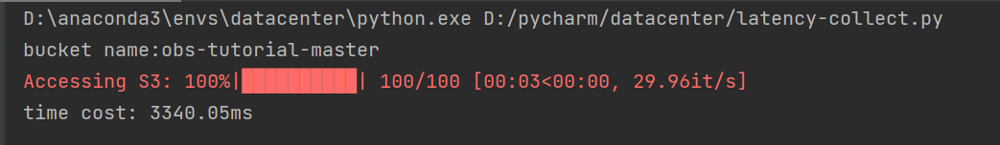 D:\anaconda3\envs\datacenter\python.exe D:/pycharm/datacenter/latency-collect.py
bucket name:obs-tutorial-master
Accessing S3: 100%|██████████| 100/100 [00:03<00:00, 29.96it/s]
time cost: 3340.05ms